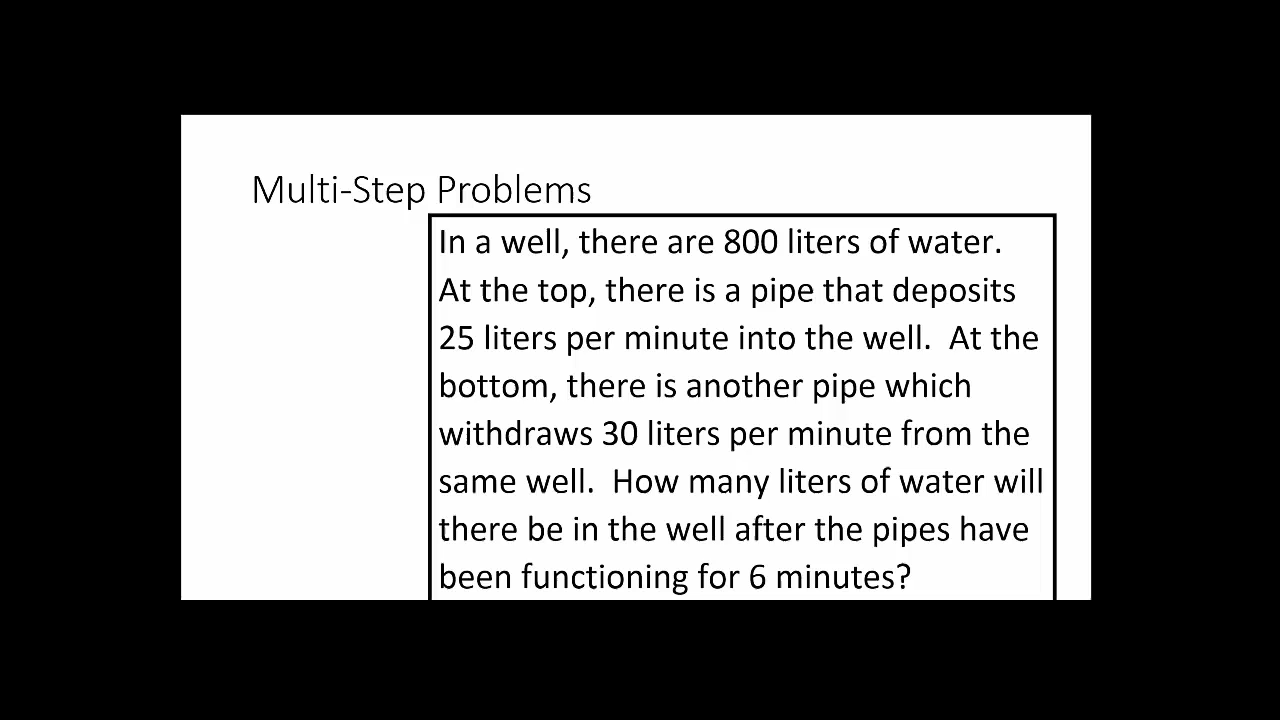 Multi-Step Problems
In a well, there are 800 liters of water.
At the top, there is a pipe that deposits
25 liters per minute into the well.  At the
bottom, there is another pipe which
withdraws 30 liters per minute from the
same well.  How many liters of water will
there be in the well after the pipes have
been functioning for 6 minutes?